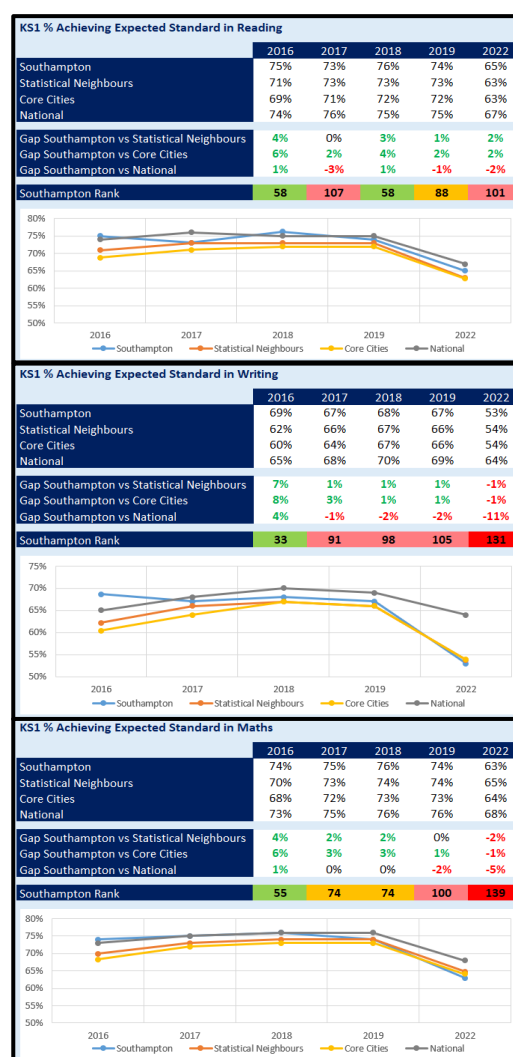 KS1 % Achieving Expected Standard in Reading
2016 2017 2018 2019 2022
Southampton 75% 73% 76% 74% 65%
Statistical Neighbours 71% 73% 73% 73% 63%
Core Cities 69% 71% 72% 72% 63%
National 74% 76% 75% 75% 67%
Gap Southampton vs Statistical Neighbours 4% 0% 3% 1% 2%
Gap Southampton vs Core Cities 6% 2% 4% 2% 2%
Gap Southampton vs National 1% -3% 1% -1% -2%
Southampton Rank 58 107 58 88 101
80%
75%
70%
65%
60%
55%
50%
2016 2017 2018 2019 2022
Southampton Statistical Neighbours Core Cities National
KS1 % Achieving Expected Standard in Writing
2016 2017 2018 2019 2022
Southampton 69% 67% 68% 67% 53%
Statistical Neighbours 62% 66% 67% 66% 54%
Core Cities 60% 64% 67% 66% 54%
National 65% 68% 70% 69% 64%
Gap Southampton vs Statistical Neighbours 7% 1% 1% 1% -1%
Gap Southampton vs Core Cities 8% 3% 1% 1% -1%
Gap Southampton vs National 4% -1% -2% -2% -11%
Southampton Rank 33 91 98 105 131
75%
70%
65%
60%
55%
50%
2016 2017 2018 2019 2022
Southampton Statistical Neighbours Core Cities National
KS1 % Achieving Expected Standard in Maths
2016 2017 2018 2019 2022
Southampton 74% 75% 76% 74% 63%
Statistical Neighbours 70% 73% 74% 74% 65%
Core Cities 68% 72% 73% 73% 64%
National 73% 75% 76% 76% 68%
Gap Southampton vs Statistical Neighbours 4% 2% 2% 0% -2%
Gap Southampton vs Core Cities 6% 3% 3% 1% -1%
Gap Southampton vs National 1% 0% 0% -2% -5%
Southampton Rank 55 74 74 100 139
80%
75%
70%
65%
60%
55%
50%
2016 2017 2018 2019 2022
Southampton Statistical Neighbours Core Cities National